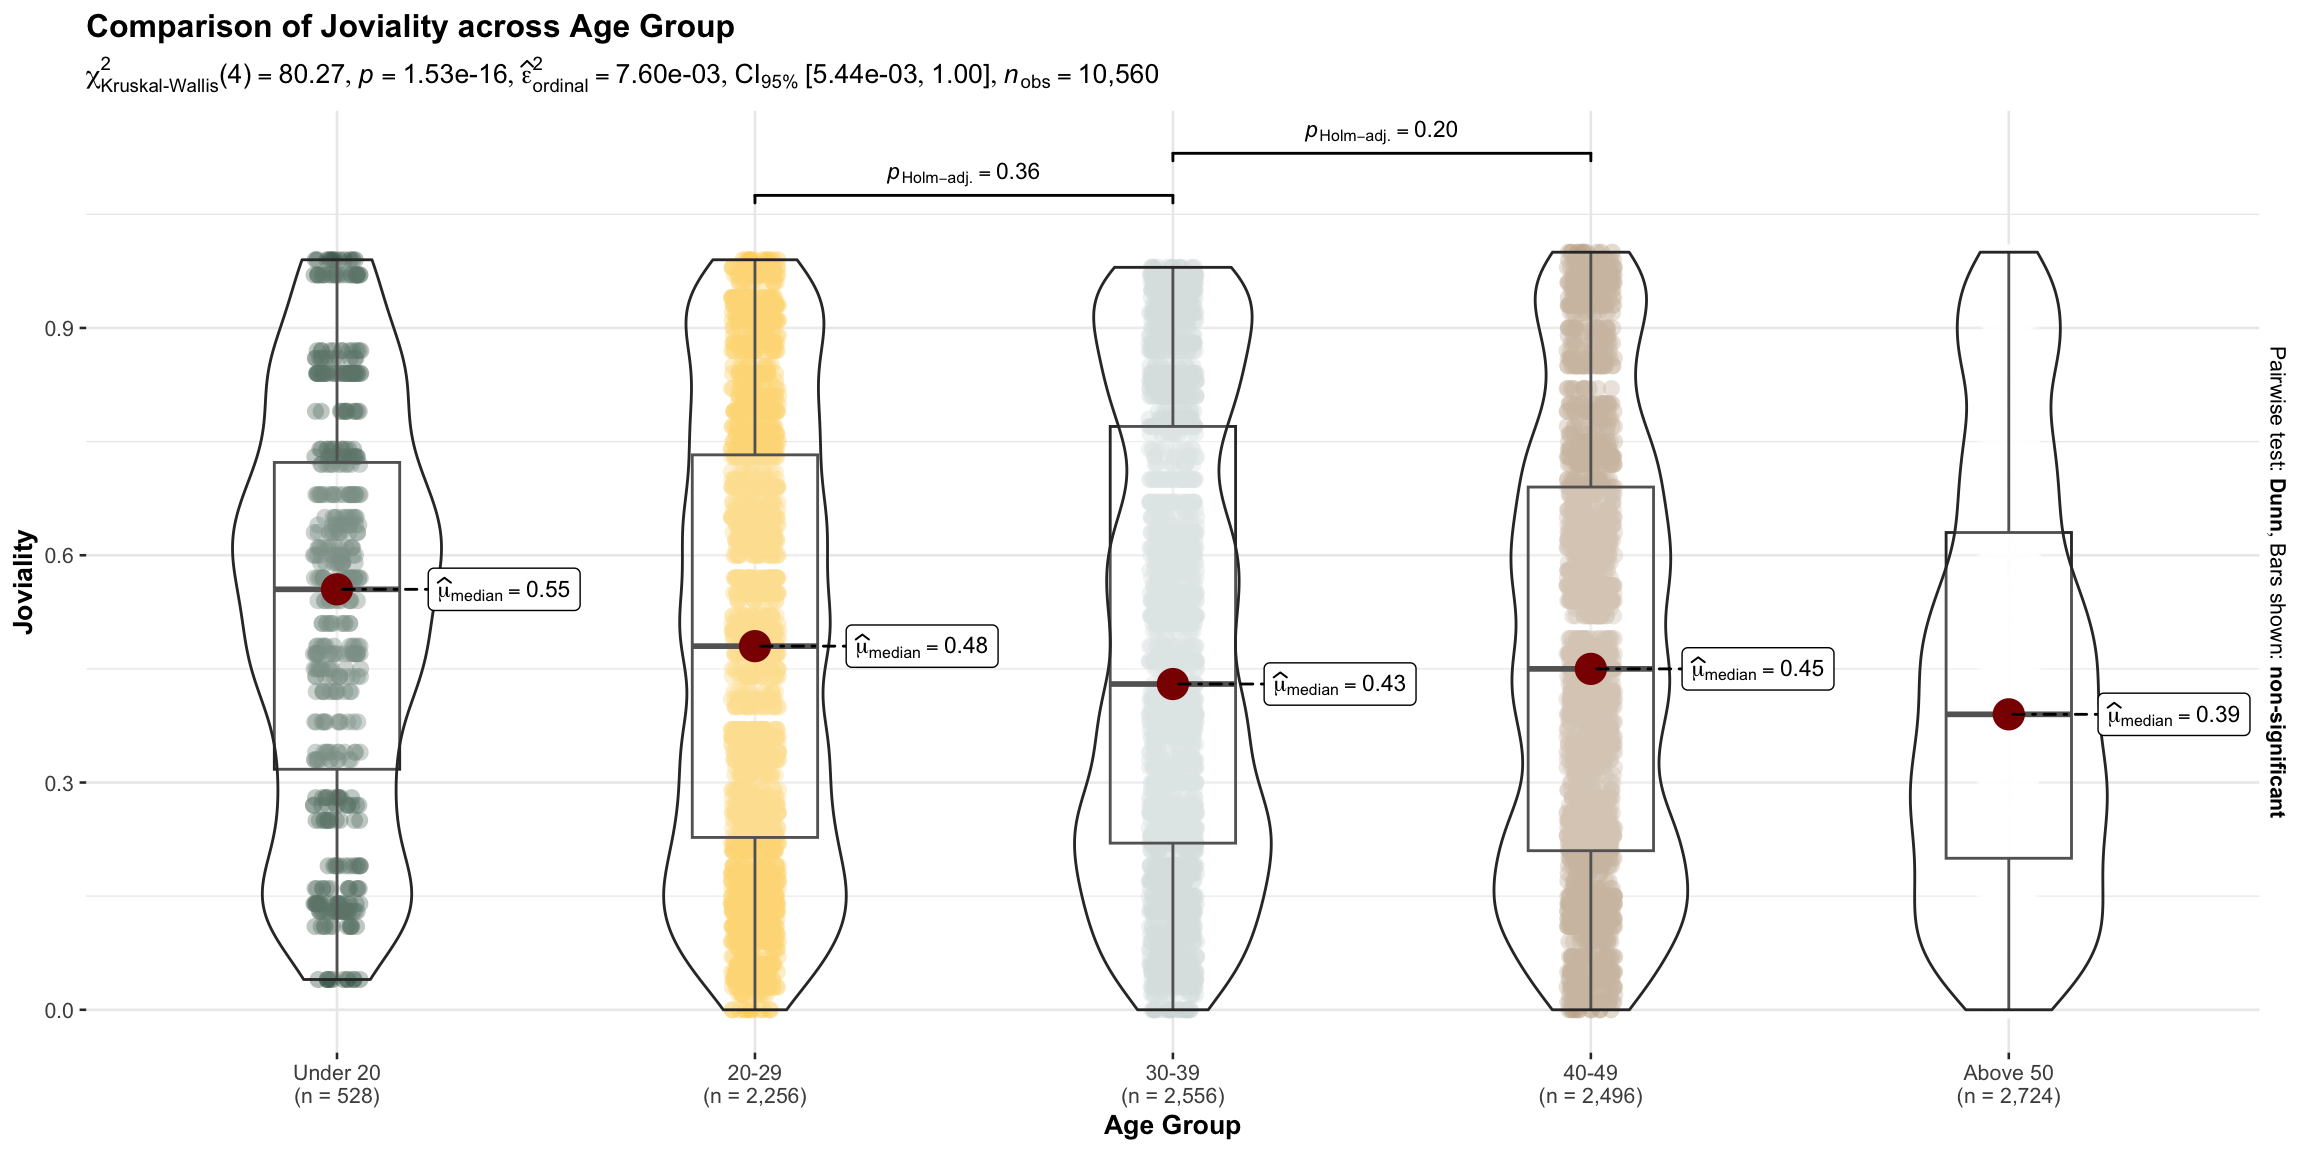 Comparison of Joviality across Age Group
χ²Kruskal-Wallis(4) = 80.27, p = 1.53e-16, ε̂²ordinal = 7.60e-03, CI95% [5.44e-03, 1.00], nobs = 10,560
pHolm−adj. = 0.20
pHolm−adj. = 0.36
0.9
0.6
0.3
0.0
Joviality
μ̂median = 0.55
μ̂median = 0.48
μ̂median = 0.43
μ̂median = 0.45
μ̂median = 0.39
Pairwise test: Dunn, Bars shown: non-significant
Under 20
(n = 528)
20-29
(n = 2,256)
30-39
(n = 2,556)
40-49
(n = 2,496)
Above 50
(n = 2,724)
Age Group